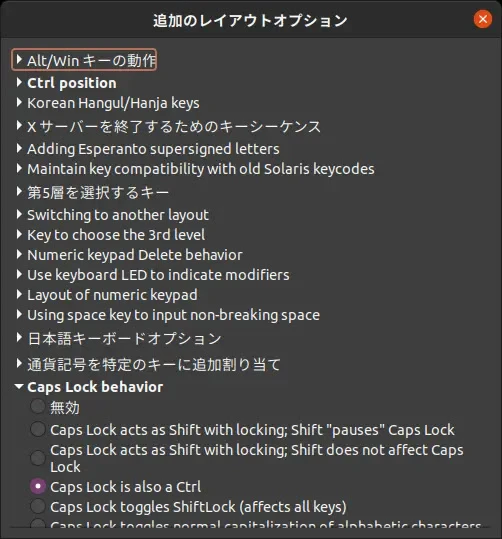 追加のレイアウトオプション
Alt/Win キーの動作
Ctrl position
Korean Hangul/Hanja keys
X サーバーを終了するためのキーシーケンス
Adding Esperanto supersigned letters
Maintain key compatibility with old Solaris keycodes
第5層を選択するキー
Switching to another layout
Key to choose the 3rd level
Numeric keypad Delete behavior
Use keyboard LED to indicate modifiers
Layout of numeric keypad
Using space key to input non-breaking space
日本語キーボードオプション
通貨記号を特定のキーに追加割り当て
Caps Lock behavior
無効
Caps Lock acts as Shift with locking; Shift "pauses" Caps Lock
Caps Lock acts as Shift with locking; Shift does not affect Caps
Lock
Caps Lock is also a Ctrl
Caps Lock toggles ShiftLock (affects all keys)
Caps Lock toggles normal capitalization of alphabetic characters